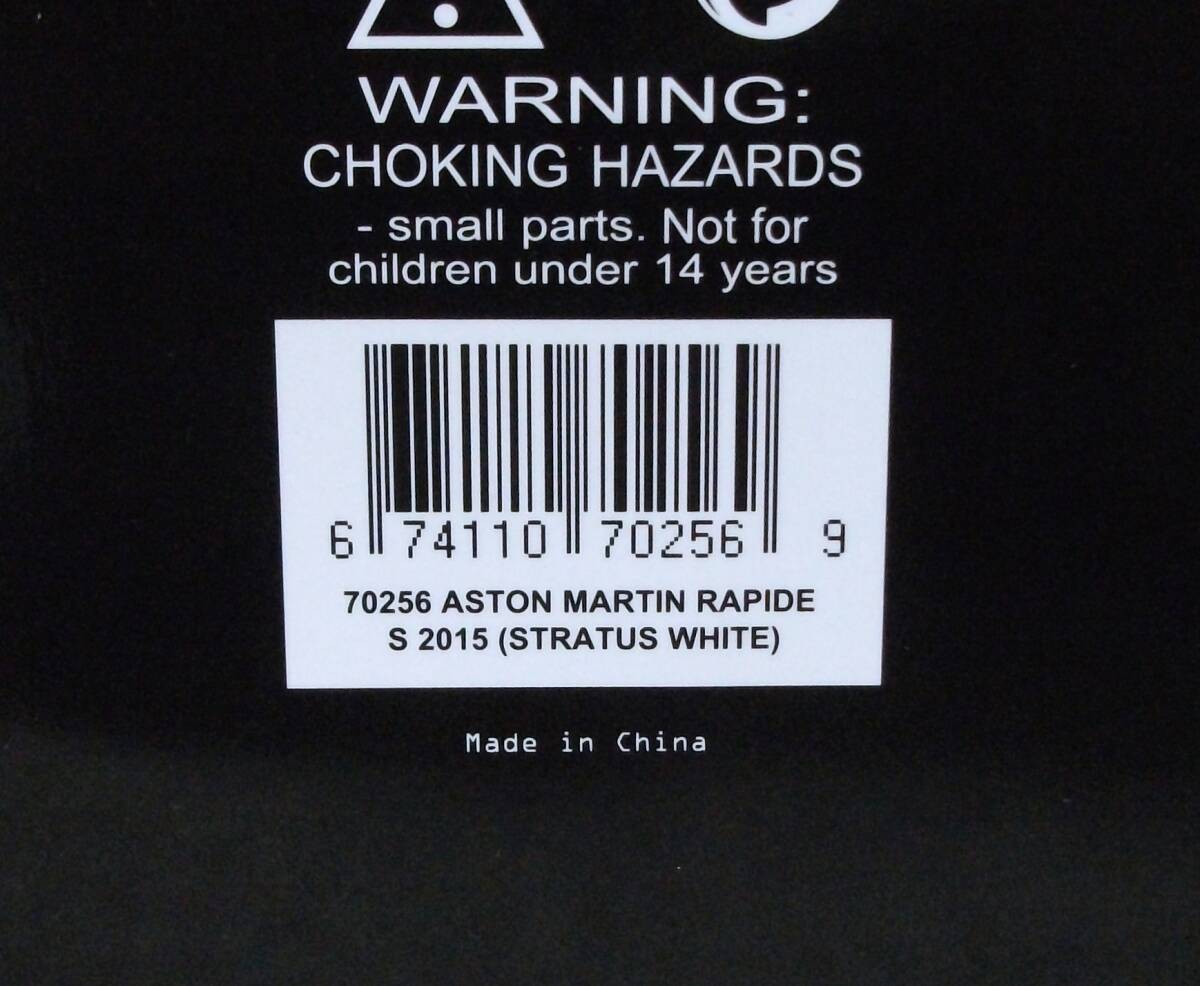 WARNING:
CHOKING HAZARDS
- small parts. Not for
children under 14 years
6 74110 70256 9
70256 ASTON MARTIN RAPIDE
S 2015 (STRATUS WHITE)
Made in China